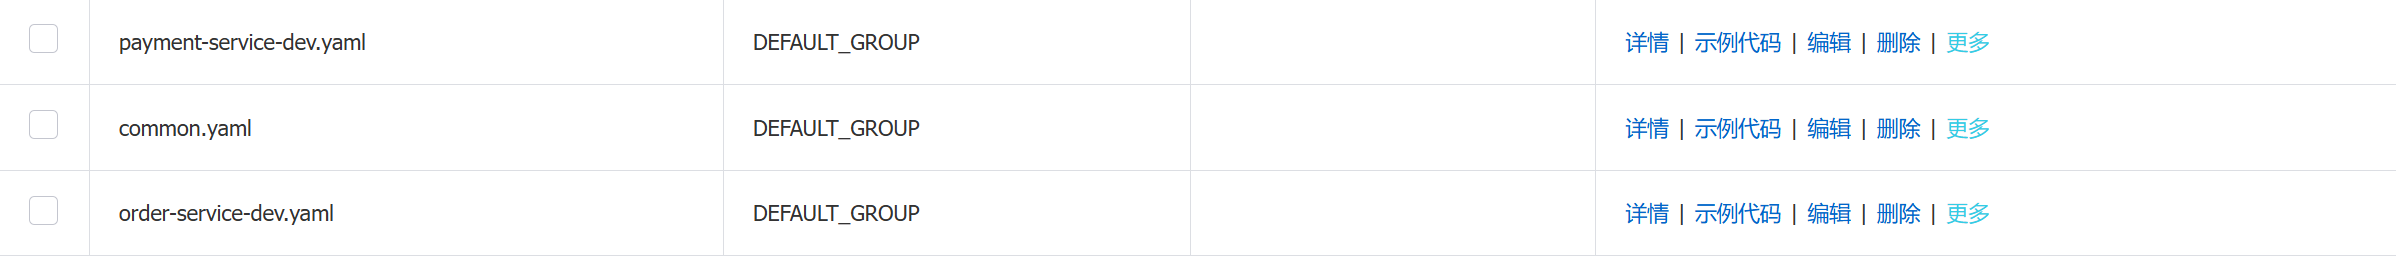 payment-service-dev.yaml DEFAULT_GROUP 详情 | 示例代码 | 编辑 | 删除 | 更多
common.yaml DEFAULT_GROUP 详情 | 示例代码 | 编辑 | 删除 | 更多
order-service-dev.yaml DEFAULT_GROUP 详情 | 示例代码 | 编辑 | 删除 | 更多